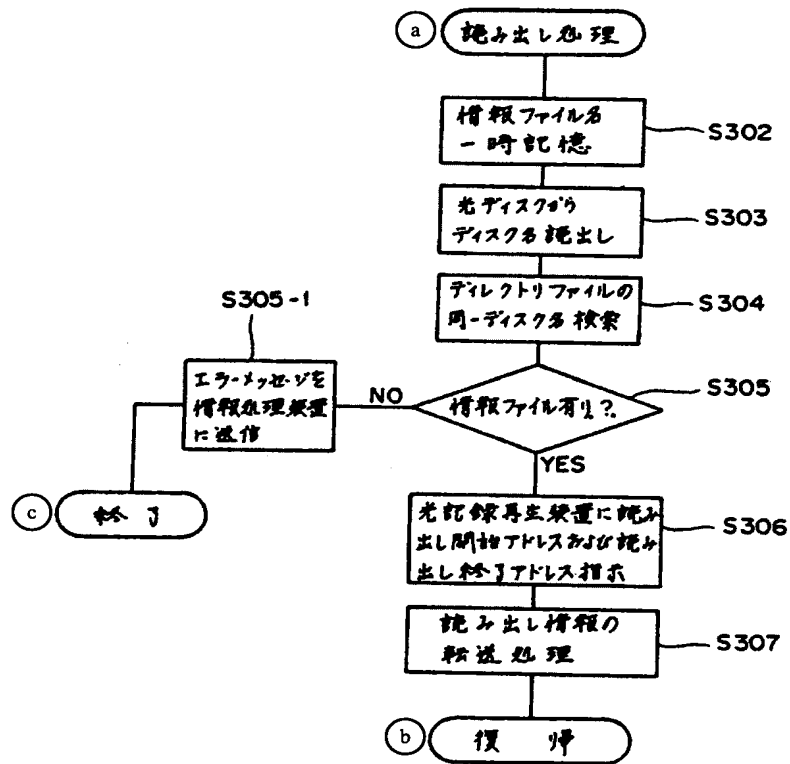 a
読み出し処理
情報ファイル名
一時記憶
S302
光ディスクから
ディスク名読出し
S303
ディレクトリファイルの
同一ディスク名検索
S304
S305-1
エラーメッセージを
情報処理装置
に送信
NO
情報ファイル有り?
S305
YES
c
終了
光記録再生装置に読み
出し開始アドレスおよび読み
出し終了アドレス指示
S306
読み出し情報の
転送処理
S307
b
復帰